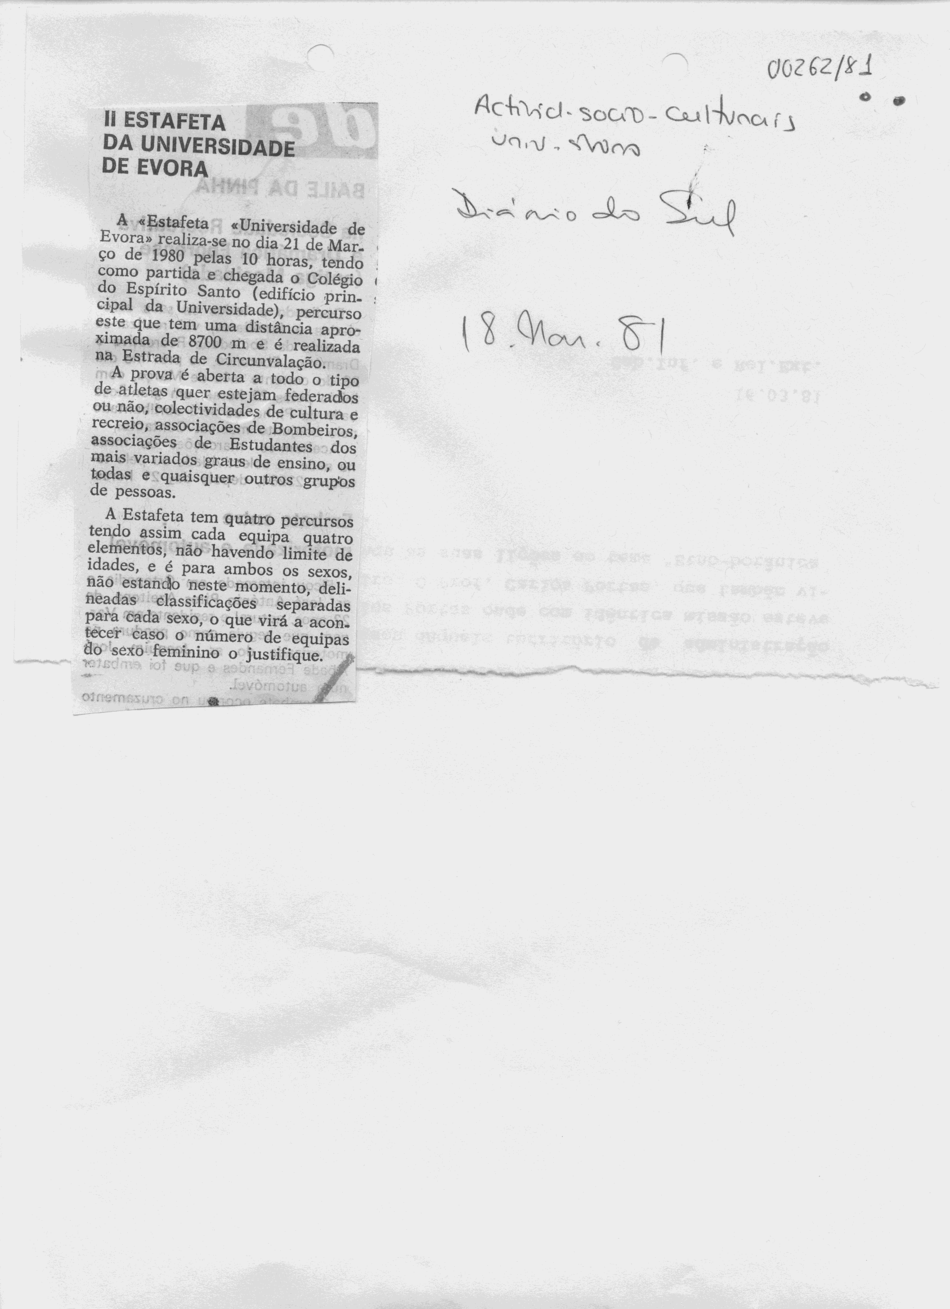 00262/81
Activid-socio-culturais
Univ. Évora
Diário do Sul
18. Mar. 81
II ESTAFETA
DA UNIVERSIDADE
DE EVORA
A «Estafeta «Universidade de
Evora» realiza-se no dia 21 de Mar-
ço de 1980 pelas 10 horas, tendo
como partida e chegada o Colégio
do Espírito Santo (edifício prin-
cipal da Universidade), percurso
este que tem uma distância apro-
ximada de 8700 m e é realizada
na Estrada de Circunvalação.
A prova é aberta a todo o tipo
de atletas quer estejam federados
ou não, colectividades de cultura e
recreio, associações de Bombeiros,
associações de Estudantes dos
mais variados graus de ensino, ou
todas e quaisquer outros grupos
de pessoas.
A Estafeta tem quatro percursos
tendo assim cada equipa quatro
elementos, não havendo limite de
idades, e é para ambos os sexos,
não estando neste momento, deli-
neadas classificações separadas
para cada sexo, o que virá a acon-
tecer caso o número de equipas
do sexo feminino o justifique.